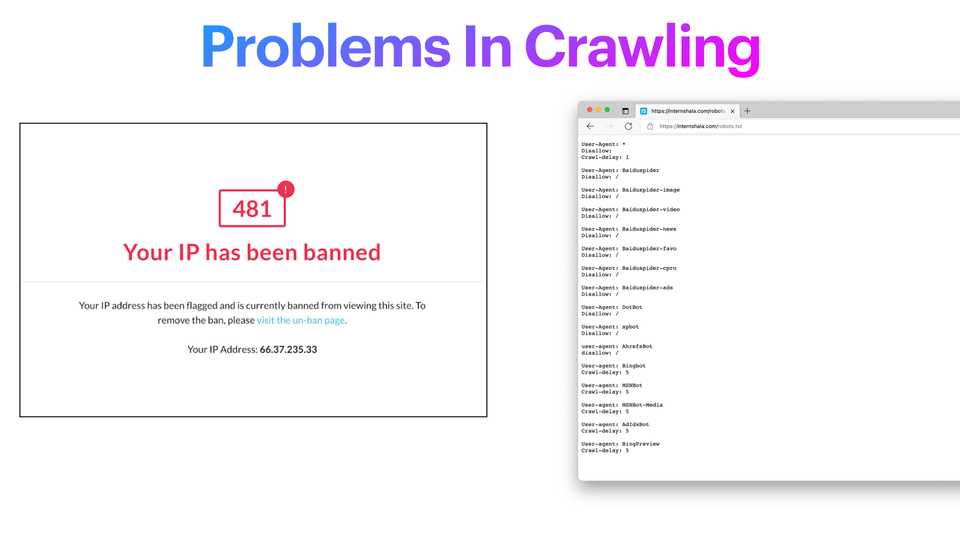 Problems In Crawling
481
!
Your IP has been banned
Your IP address has been flagged and is currently banned from viewing this site. To
remove the ban, please visit the un-ban page.
Your IP Address: 66.37.235.33
https://internshala.com/robots
https://internshala.com/robots.txt
User-Agent: *
Disallow:
Crawl-delay: 1
User-Agent: Baiduspider
Disallow: /
User-Agent: Baiduspider-image
Disallow: /
User-Agent: Baiduspider-video
Disallow: /
User-Agent: Baiduspider-news
Disallow: /
User-Agent: Baiduspider-favo
Disallow: /
User-Agent: Baiduspider-cpro
Disallow: /
User-Agent: Baiduspider-ads
Disallow: /
User-Agent: DotBot
Disallow: /
User-Agent: spbot
Disallow: /
user-agent: AhrefsBot
disallow: /
User-agent: Bingbot
Crawl-delay: 5
User-agent: MSNBot
Crawl-delay: 5
User-agent: MSNBot-Media
Crawl-delay: 5
User-agent: AdIdxBot
Crawl-delay: 5
User-agent: BingPreview
Crawl-delay: 5